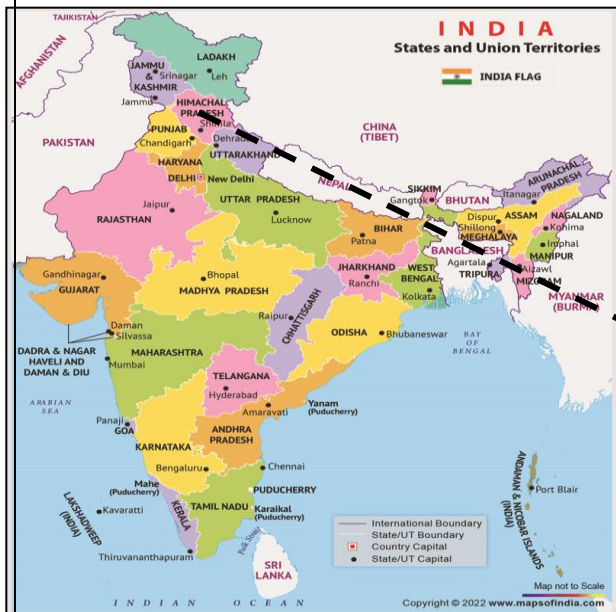 INDIA
States and Union Territories
INDIA FLAG
TAJIKISTAN
AFGHANISTAN
LADAKH
Leh
JAMMU
&
KASHMIR
Srinagar
Jammu
HIMACHAL
PRADESH
Shimla
PAKISTAN
PUNJAB
Chandigarh
UTTARAKHAND
HARYANA
DELHI
New Delhi
CHINA
(TIBET)
NEPAL
RAJASTHAN
Jaipur
UTTAR PRADESH
Lucknow
SIKKIM
Gangtok
BHUTAN
ARUNACHAL
PRADESH
Itanagar
Dispur
ASSAM
Shillong
MEGHALAYA
NAGALAND
Kohima
Imphal
MANIPUR
BIHAR
Patna
BANGLADESH
Agartala
TRIPURA
Aizawl
MIZORAM
MYANMAR
Gandhinagar
GUJARAT
Bhopal
MADHYA PRADESH
JHARKHAND
Ranchi
WEST
BENGAL
Kolkata
CHHATTISGARH
Raipur
Daman
Silvassa
DADRA & NAGAR
HAVELI AND
DAMAN & DIU
MAHARASHTRA
Mumbai
ODISHA
Bhubaneswar
BAY
OF
BENGAL
TELANGANA
Hyderabad
ARABIAN
SEA
Panaji
GOA
KARNATAKA
Amaravati
ANDHRA
PRADESH
Yanam
(Puducherry)
Bengaluru
Chennai
Mahe
(Puducherry)
PUDUCHERRY
LAKSHADWEEP
(INDIA)
Kavaratti
KERALA
TAMIL NADU
Karaikal
(Puducherry)
Thiruvananthapuram
Palk Strait
SRI
LANKA
ANDAMAN & NICOBAR ISLANDS
(INDIA)
Port Blair
International Boundary
State/UT Boundary
Country Capital
State/UT Capital
Map not to Scale
INDIAN OCEAN
Copyright © 2022 www.mapsofindia.com